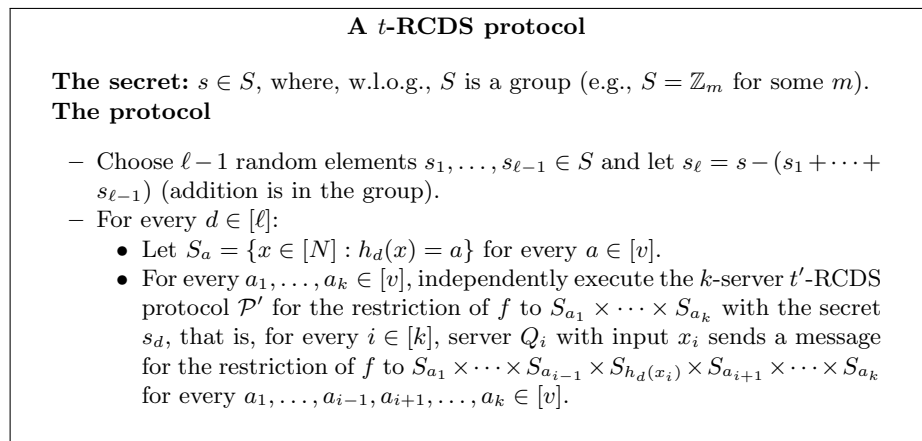 A t-RCDS protocol
The secret: s ∈ S, where, w.l.o.g., S is a group (e.g., S = ℤ_m for some m).
The protocol
– Choose ℓ − 1 random elements s_1, . . . , s_{ℓ−1} ∈ S and let s_ℓ = s − (s_1 + · · · +
s_{ℓ−1}) (addition is in the group).
– For every d ∈ [ℓ]:
• Let S_a = {x ∈ [N] : h_d(x) = a} for every a ∈ [v].
• For every a_1, . . . , a_k ∈ [v], independently execute the k-server t′-RCDS
protocol 𝒫′ for the restriction of f to S_{a_1} × · · · × S_{a_k} with the secret
s_d, that is, for every i ∈ [k], server Q_i with input x_i sends a message
for the restriction of f to S_{a_1} × · · · × S_{a_{i−1}} × S_{h_d(x_i)} × S_{a_{i+1}} × · · · × S_{a_k}
for every a_1, . . . , a_{i−1}, a_{i+1}, . . . , a_k ∈ [v].